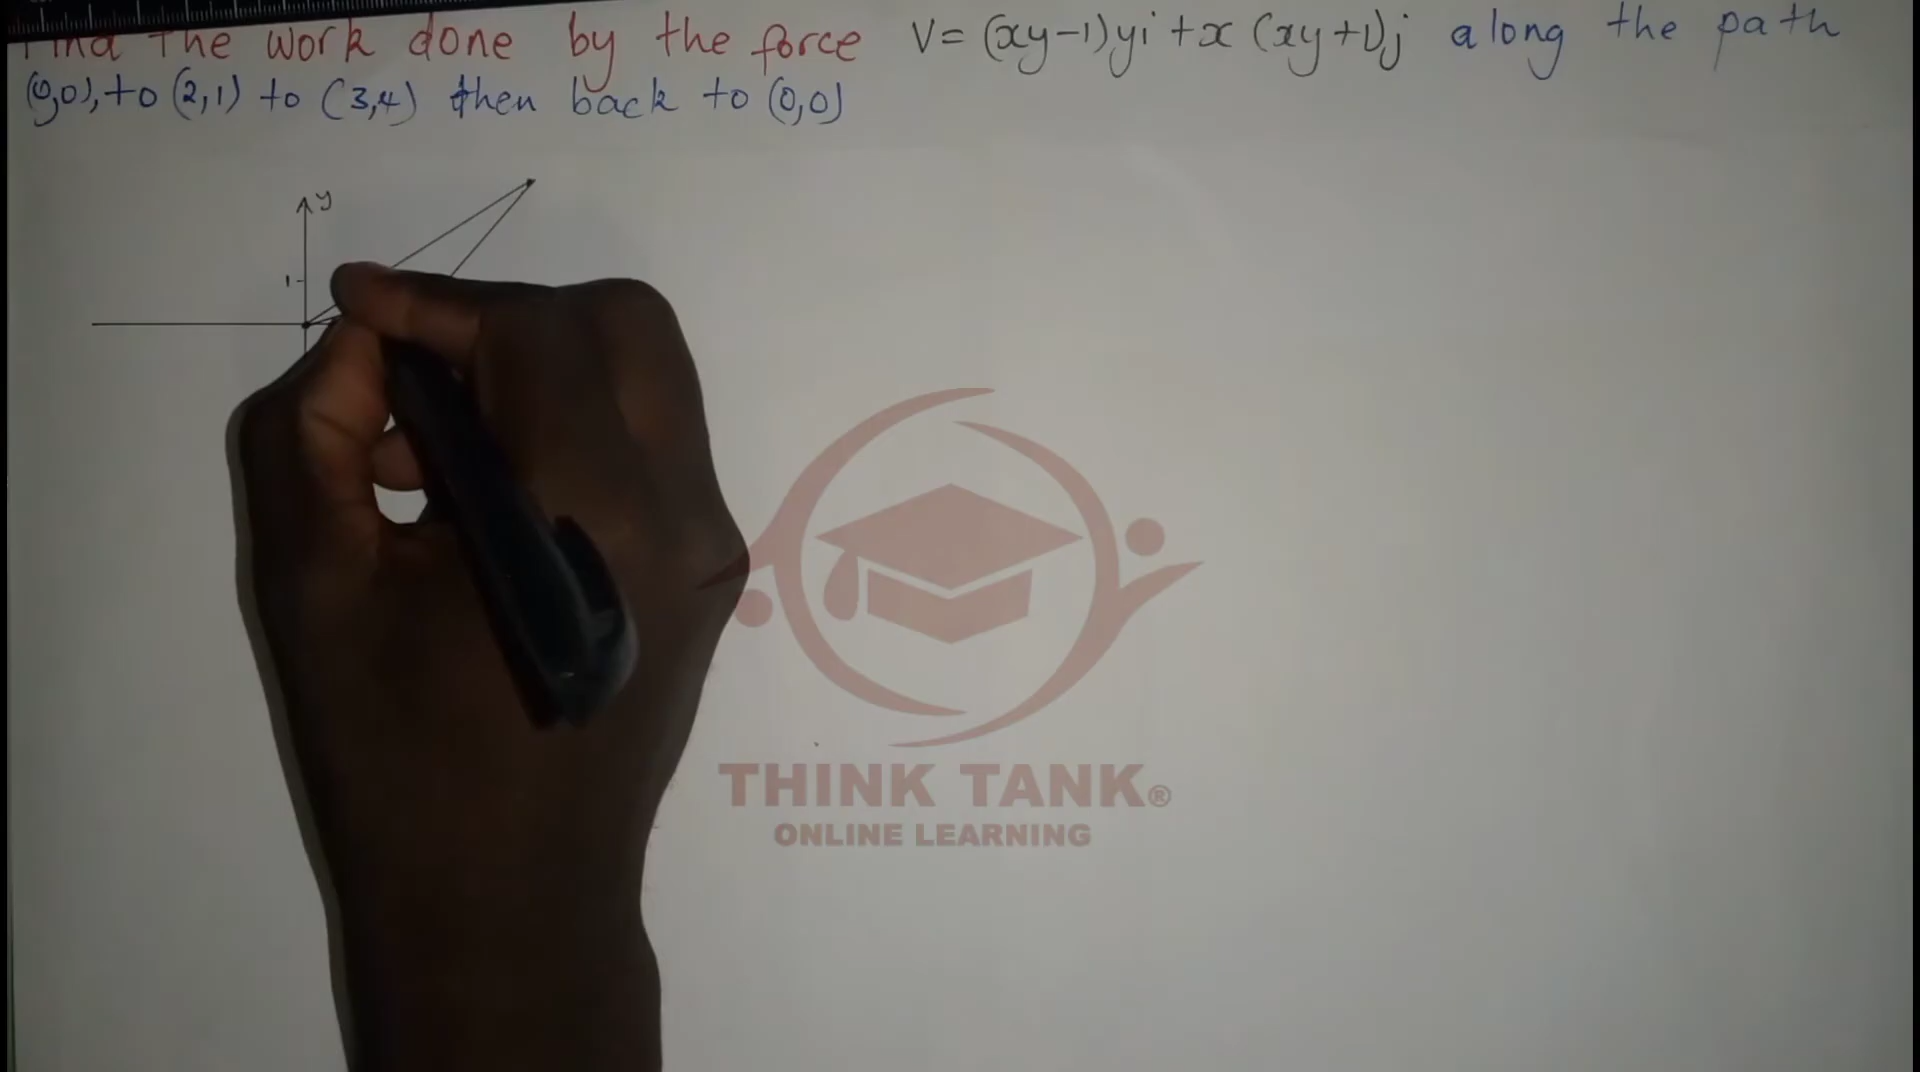 Find the work done by the force V= (xy-1)yi + x (xy+1)j along the path
(0,0), to (2,1) to (3,4) then back to (0,0)
y
1
THINK TANK®
ONLINE LEARNING